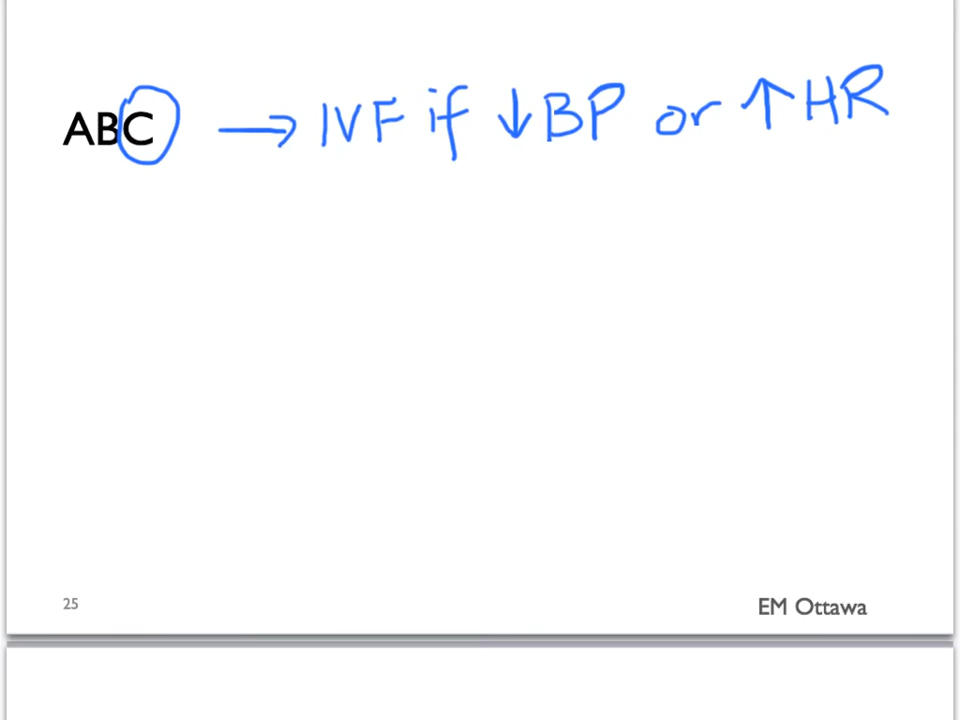 ABC → IVF if ↓ BP or ↑ HR
25
EM Ottawa